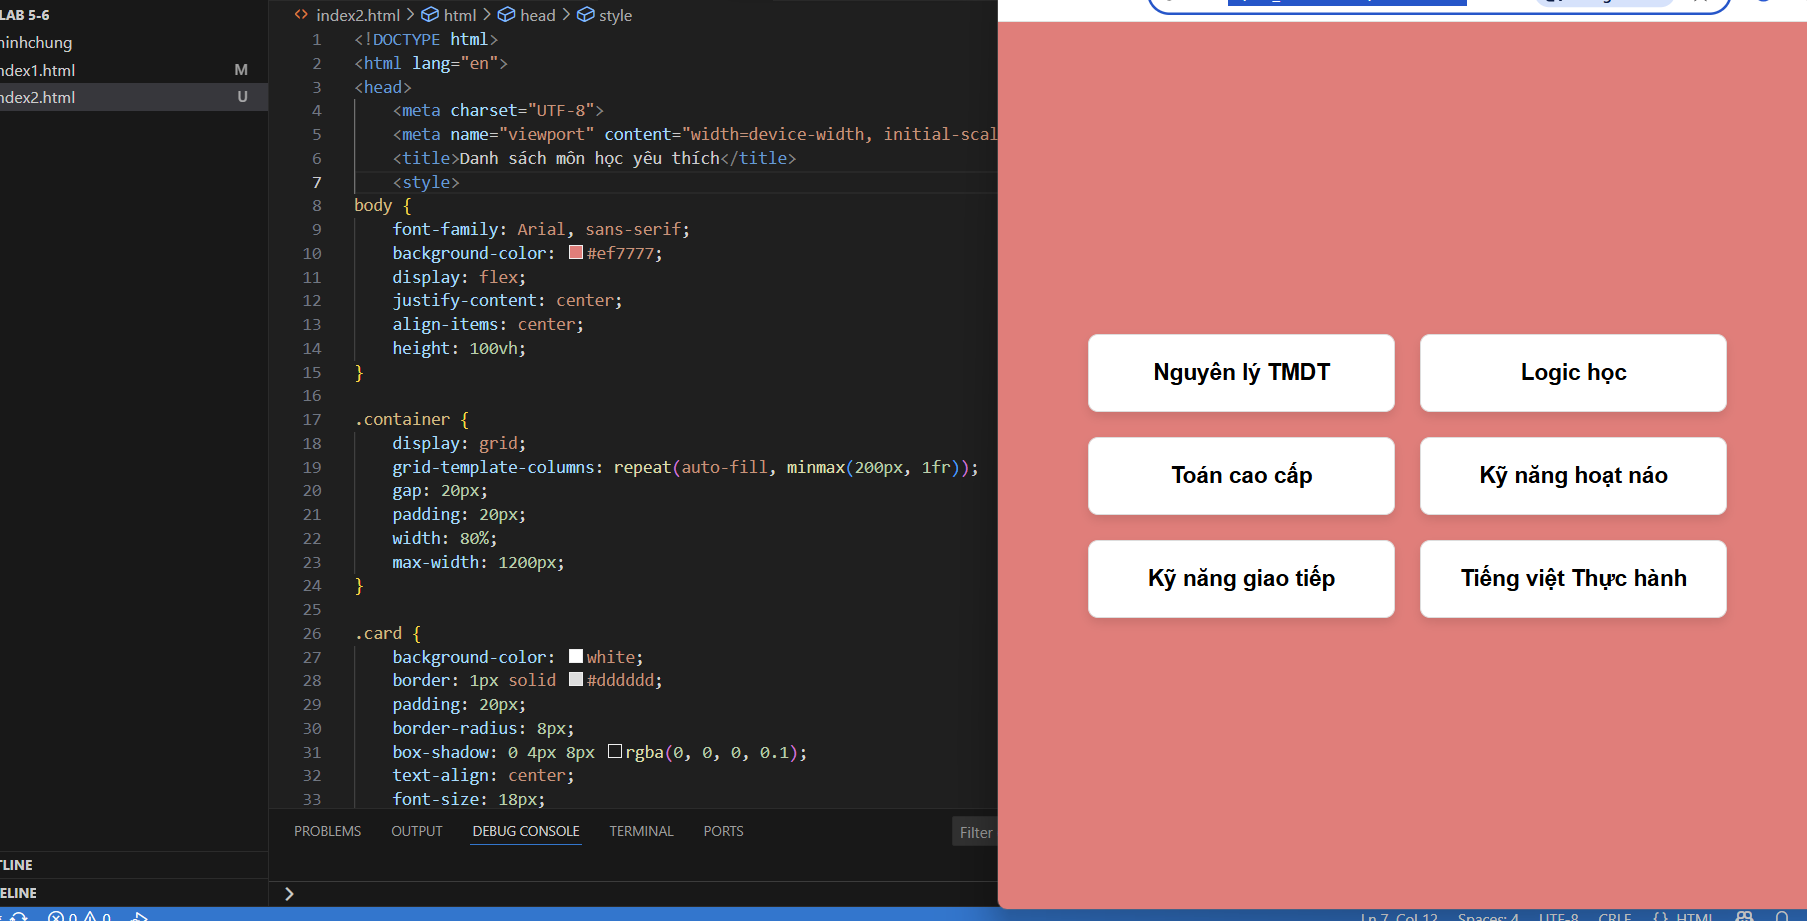 LAB 5-6
minhchung
index1.html M
index2.html U
TLINE
ELINE
index2.html > html > head > style
1 <!DOCTYPE html>
2 <html lang="en">
3 <head>
4 <meta charset="UTF-8">
5 <meta name="viewport" content="width=device-width, initial-scal
6 <title>Danh sách môn học yêu thích</title>
7 <style>
8 body {
9 font-family: Arial, sans-serif;
10 background-color: #ef7777;
11 display: flex;
12 justify-content: center;
13 align-items: center;
14 height: 100vh;
15 }
16
17 .container {
18 display: grid;
19 grid-template-columns: repeat(auto-fill, minmax(200px, 1fr));
20 gap: 20px;
21 padding: 20px;
22 width: 80%;
23 max-width: 1200px;
24 }
25
26 .card {
27 background-color: white;
28 border: 1px solid #dddddd;
29 padding: 20px;
30 border-radius: 8px;
31 box-shadow: 0 4px 8px rgba(0, 0, 0, 0.1);
32 text-align: center;
33 font-size: 18px;
PROBLEMS OUTPUT DEBUG CONSOLE TERMINAL PORTS Filter
Nguyên lý TMDT
Logic học
Toán cao cấp
Kỹ năng hoạt náo
Kỹ năng giao tiếp
Tiếng việt Thực hành
0 0 Ln 7, Col 12 Spaces: 4 UTF-8 CRLF {} HTML